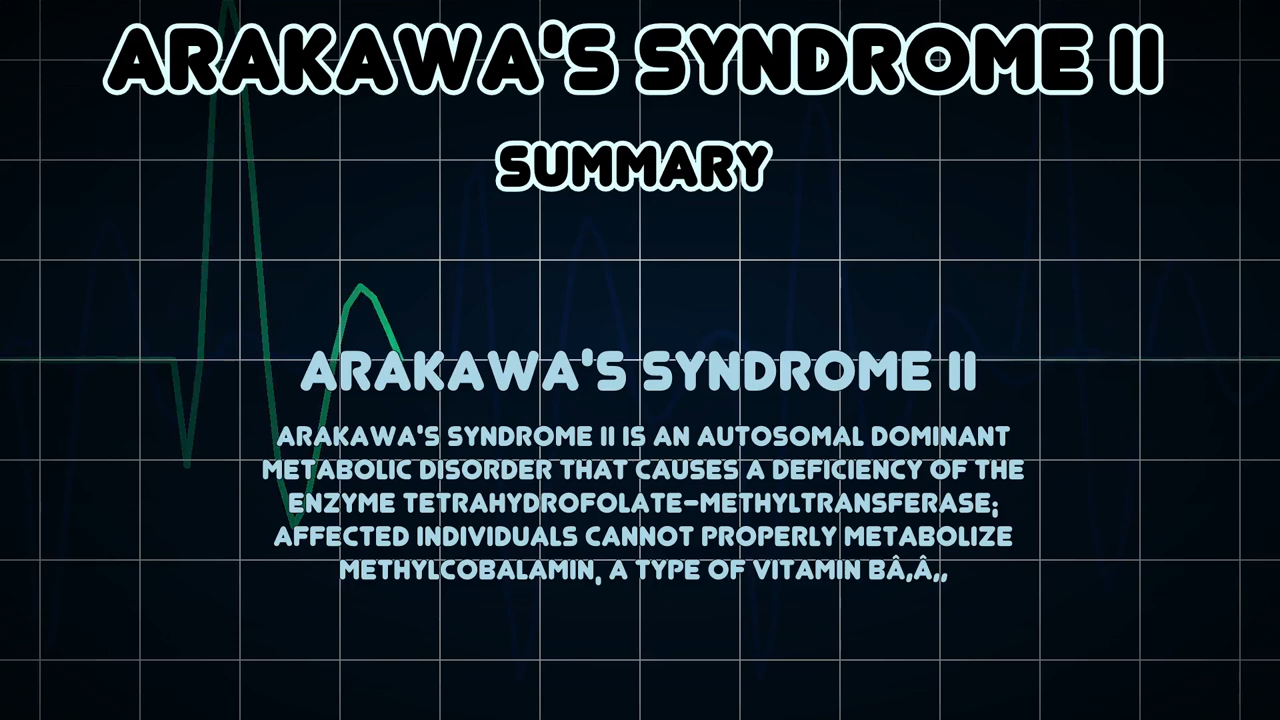 ARAKAWA'S SYNDROME II
SUMMARY
ARAKAWA'S SYNDROME II
ARAKAWA'S SYNDROME II IS AN AUTOSOMAL DOMINANT
METABOLIC DISORDER THAT CAUSES A DEFICIENCY OF THE
ENZYME TETRAHYDROFOLATE-METHYLTRANSFERASE;
AFFECTED INDIVIDUALS CANNOT PROPERLY METABOLIZE
METHYLCOBALAMIN, A TYPE OF VITAMIN BÂ,Â,,